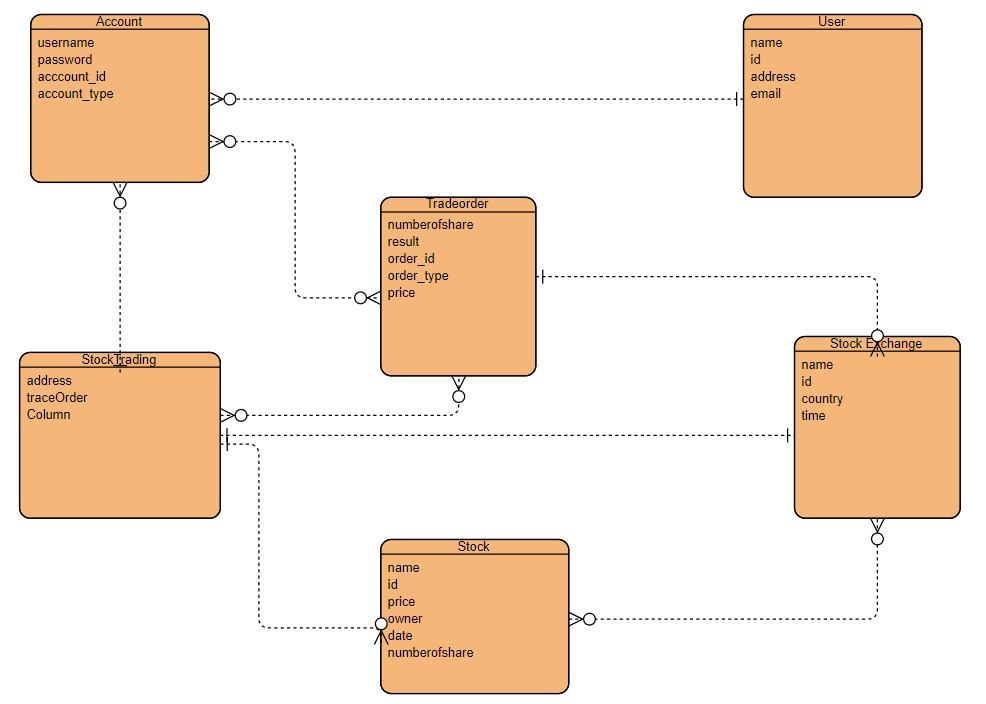 Account
username
password
acccount_id
account_type
User
name
id
address
email
Tradeorder
numberofshare
result
order_id
order_type
price
StockTrading
address
traceOrder
Column
Stock Exchange
name
id
country
time
Stock
name
id
price
owner
date
numberofshare